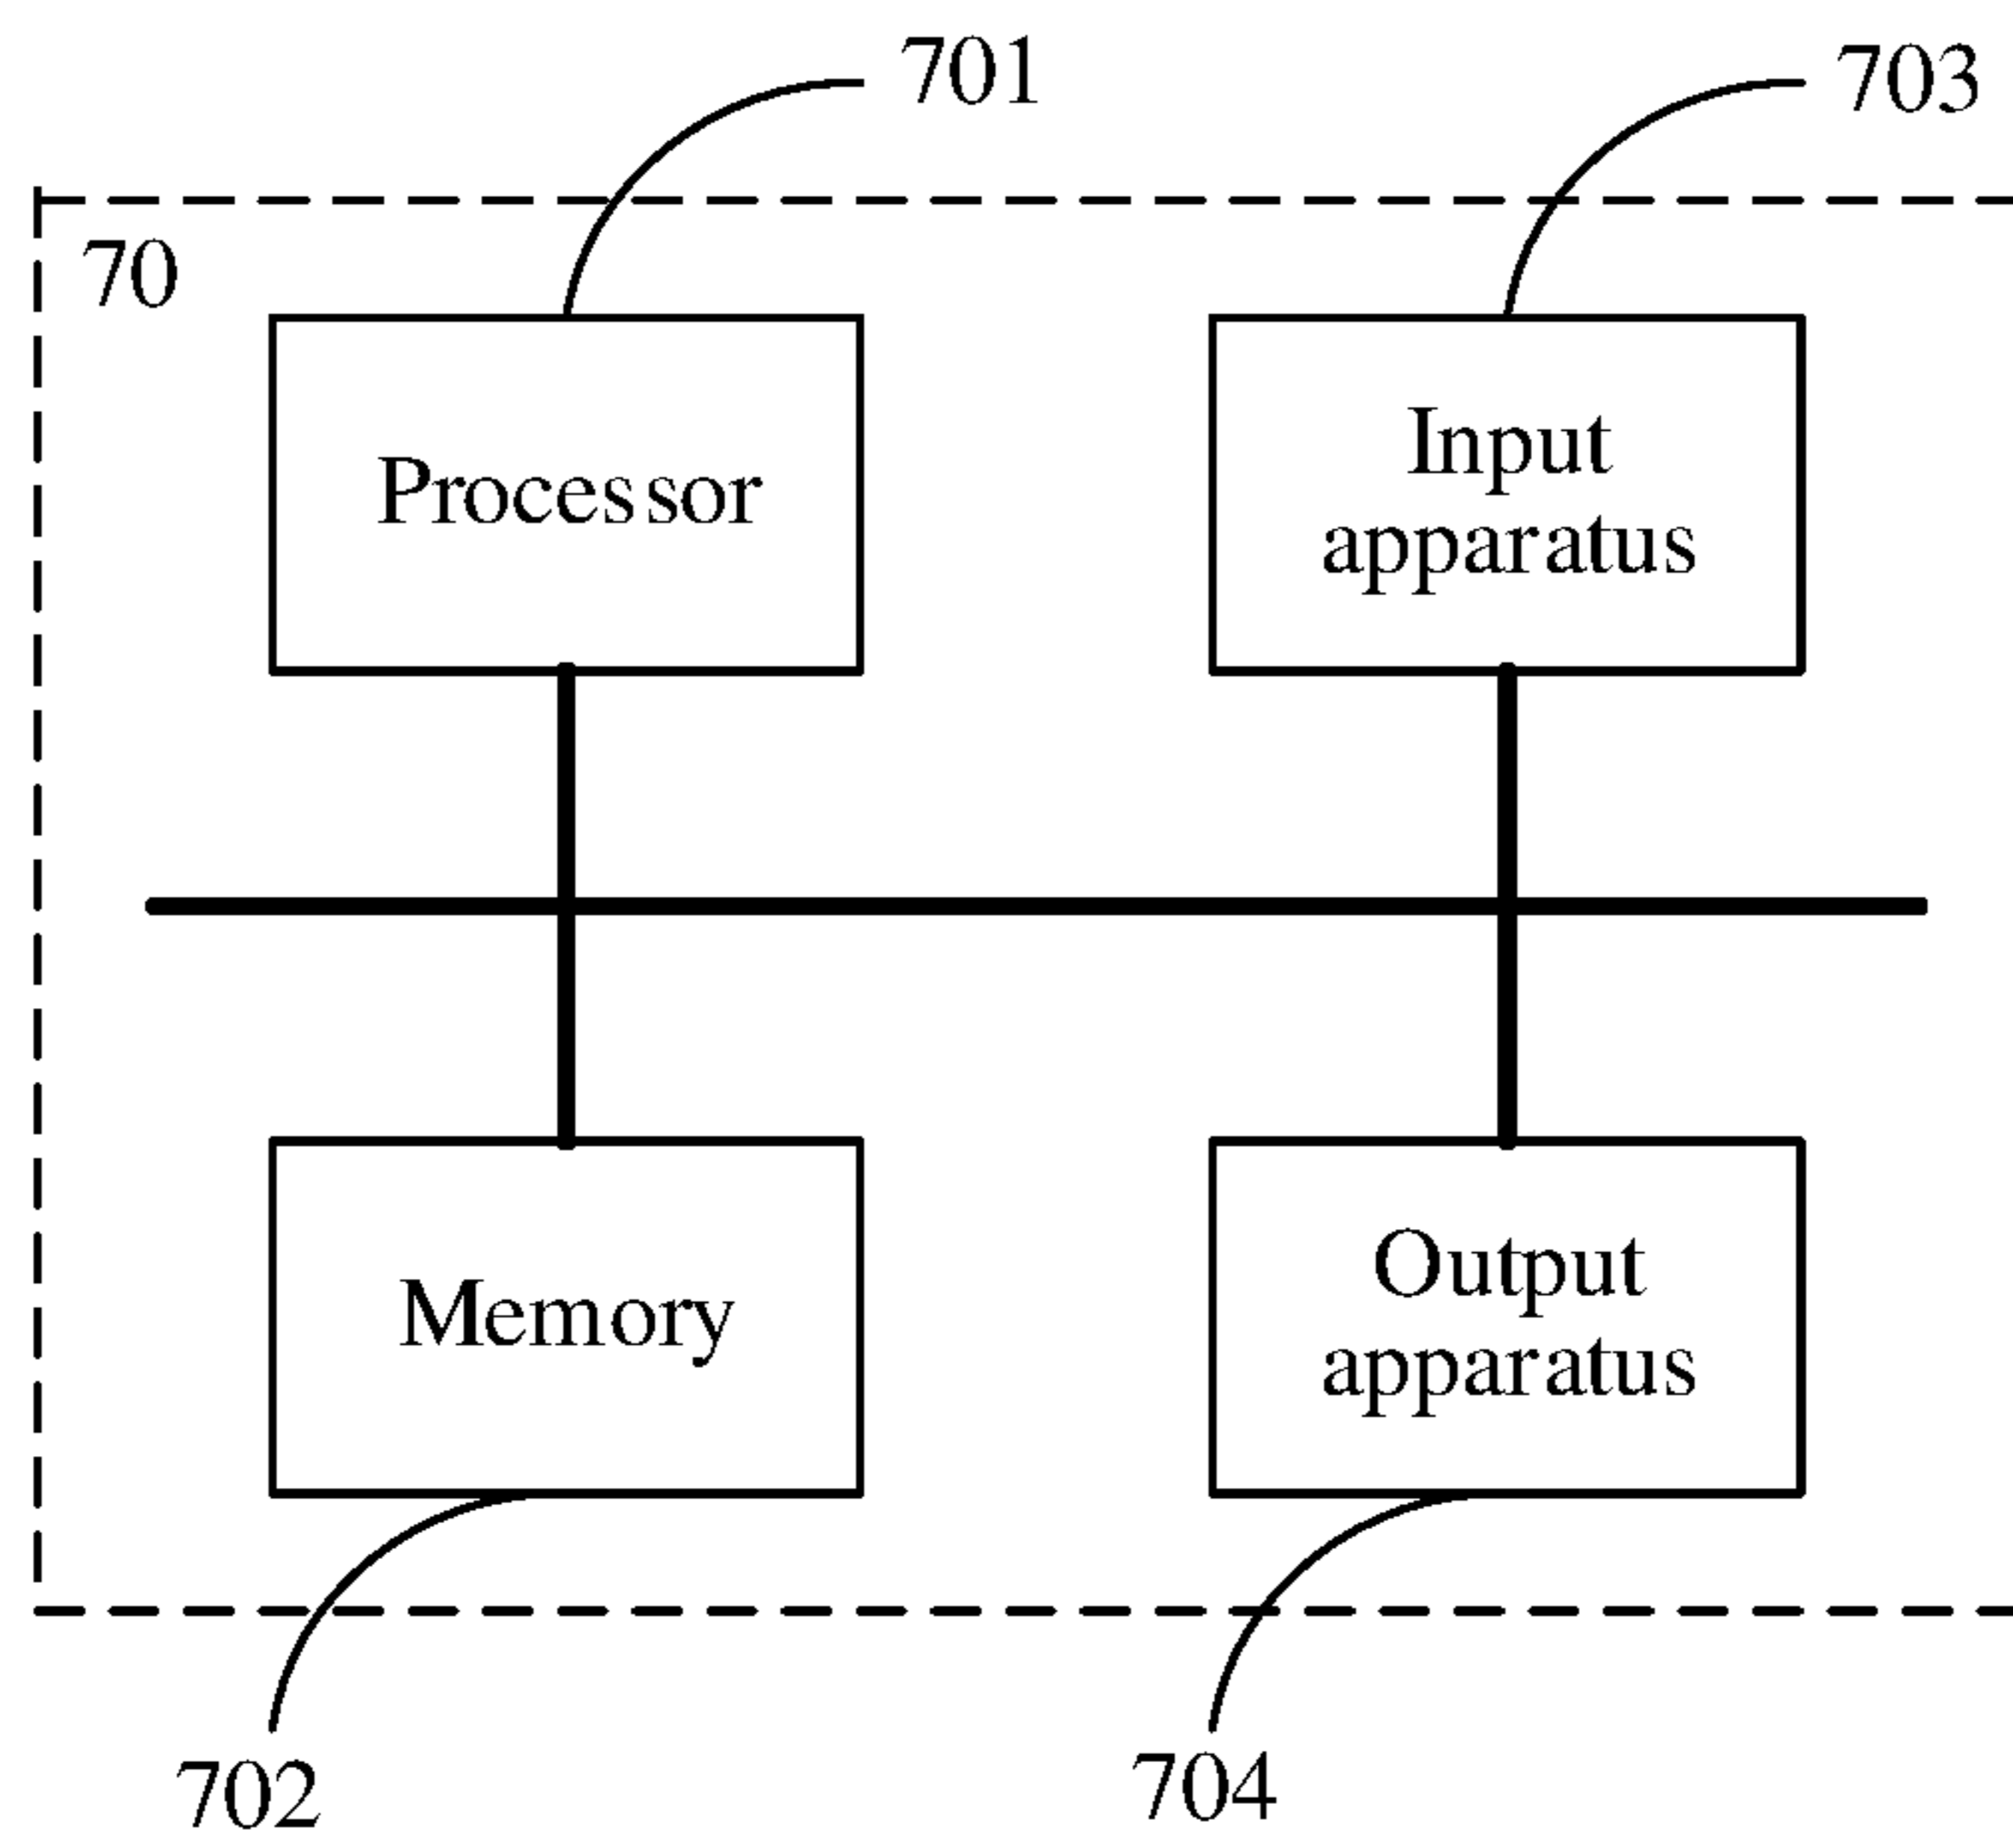 701
703
70
Processor
Input
apparatus
Memory
Output
apparatus
702
704